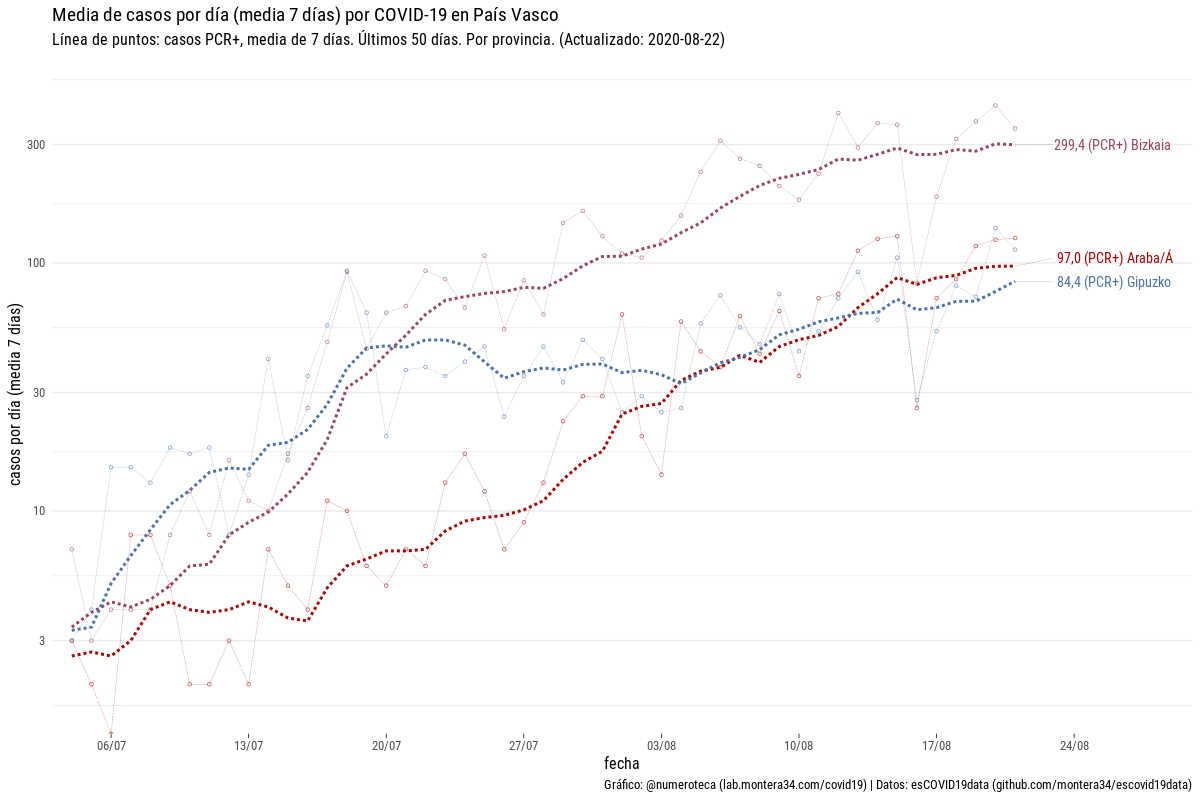 Media de casos por día (media 7 días) por COVID-19 en País Vasco
Línea de puntos: casos PCR+, media de 7 días. Últimos 50 días. Por provincia. (Actualizado: 2020-08-22)
casos por día (media 7 días)
300
100
30
10
3
299,4 (PCR+) Bizkaia
97,0 (PCR+) Araba/Á
84,4 (PCR+) Gipuzko
06/07
13/07
20/07
27/07
03/08
10/08
17/08
24/08
fecha
Gráfico: @numeroteca (lab.montera34.com/covid19) | Datos: esCOVID19data (github.com/montera34/escovid19data)